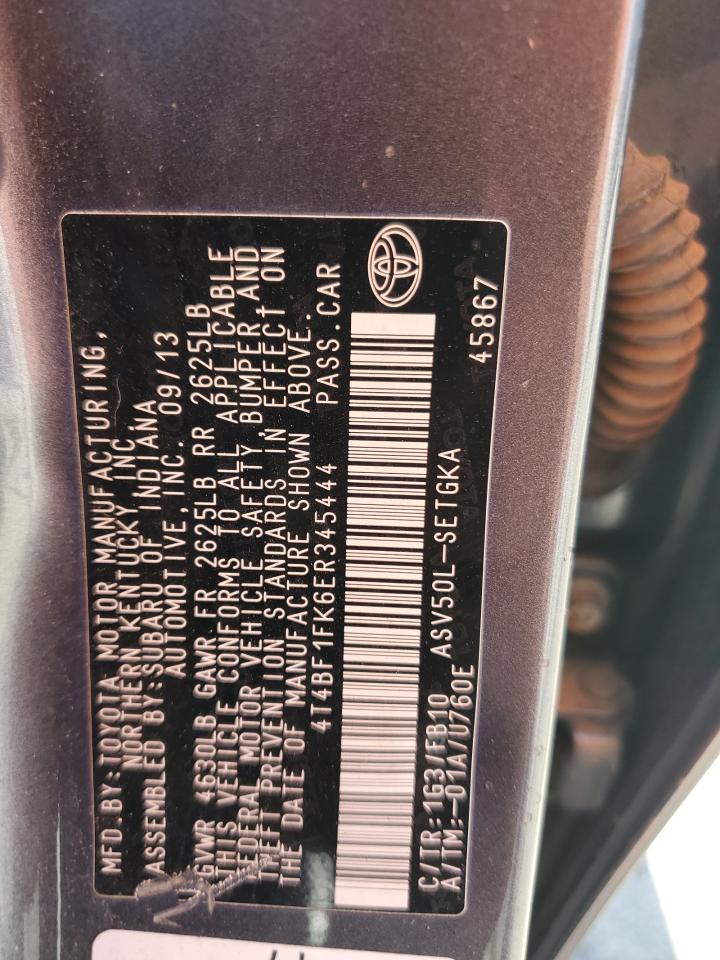 MFD.BY:TOYOTA MOTOR MANUFACTURING,
NORTHERN KENTUCKY,INC.
ASSEMBLED BY:SUBARU OF INDIANA
AUTOMOTIVE,INC. 09/13
GVWR 4630LB GAWR FR 2625LB RR 2625LB
THIS VEHICLE CONFORMS TO ALL APPLICABLE
FEDERAL MOTOR VEHICLE SAFETY,BUMPER,AND
THEFT PREVENTION STANDARDS IN EFFECT ON
THE DATE OF MANUFACTURE SHOWN ABOVE.
4T4BF1FK6ER345444 PASS.CAR
C/TR:1G3/FB10 ASV50L-SETGKA
A/TM:-01A/U760E 45867